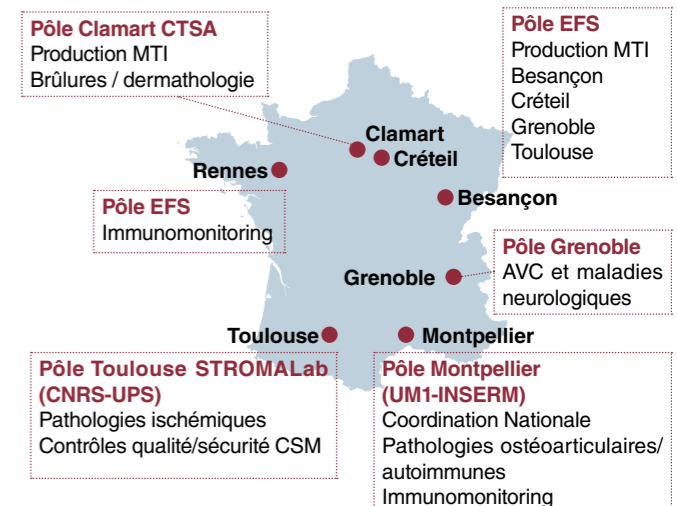 Pôle Clamart CTSA
Production MTI
Brûlures / dermathologie
Pôle EFS
Production MTI
Besançon
Créteil
Grenoble
Toulouse
Clamart
Créteil
Rennes
Besançon
Pôle EFS
Immunomonitoring
Pôle Grenoble
AVC et maladies
neurologiques
Grenoble
Toulouse
Montpellier
Pôle Toulouse STROMALab
(CNRS-UPS)
Pathologies ischémiques
Contrôles qualité/sécurité CSM
Pôle Montpellier
(UM1-INSERM)
Coordination Nationale
Pathologies ostéoarticulaires/
autoimmunes
Immunomonitoring